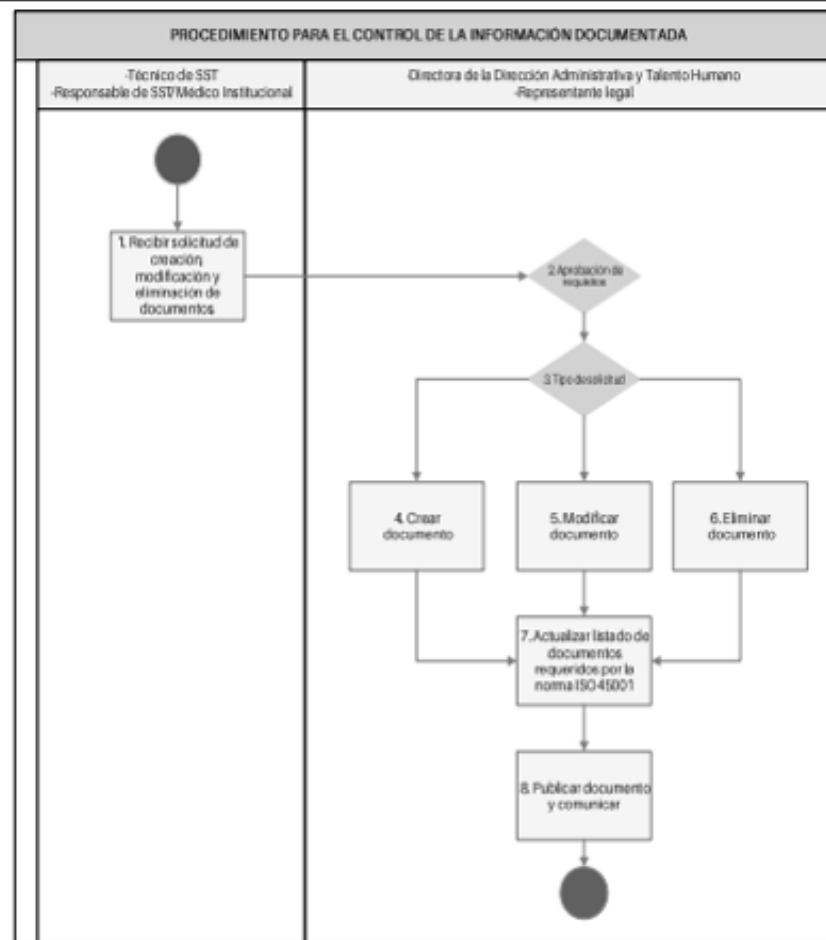 PROCEDIMIENTO PARA EL CONTROL DE LA INFORMACIÓN DOCUMENTADA
-Técnico de SST
-Responsable de SST/Médico Institucional
-Directora de la Dirección Administrativa y Talento Humano
-Representante legal
1. Recibir solicitud de
creación,
modificación y
eliminación de
documentos
2 Aprobación de
requisitos
3.Tipo de solicitud
4. Crear
documento
5. Modificar
documento
6. Eliminar
documento
7. Actualizar listado de
documentos
requeridos por la
norma ISO 45001
8. Publicar documento
y comunicar